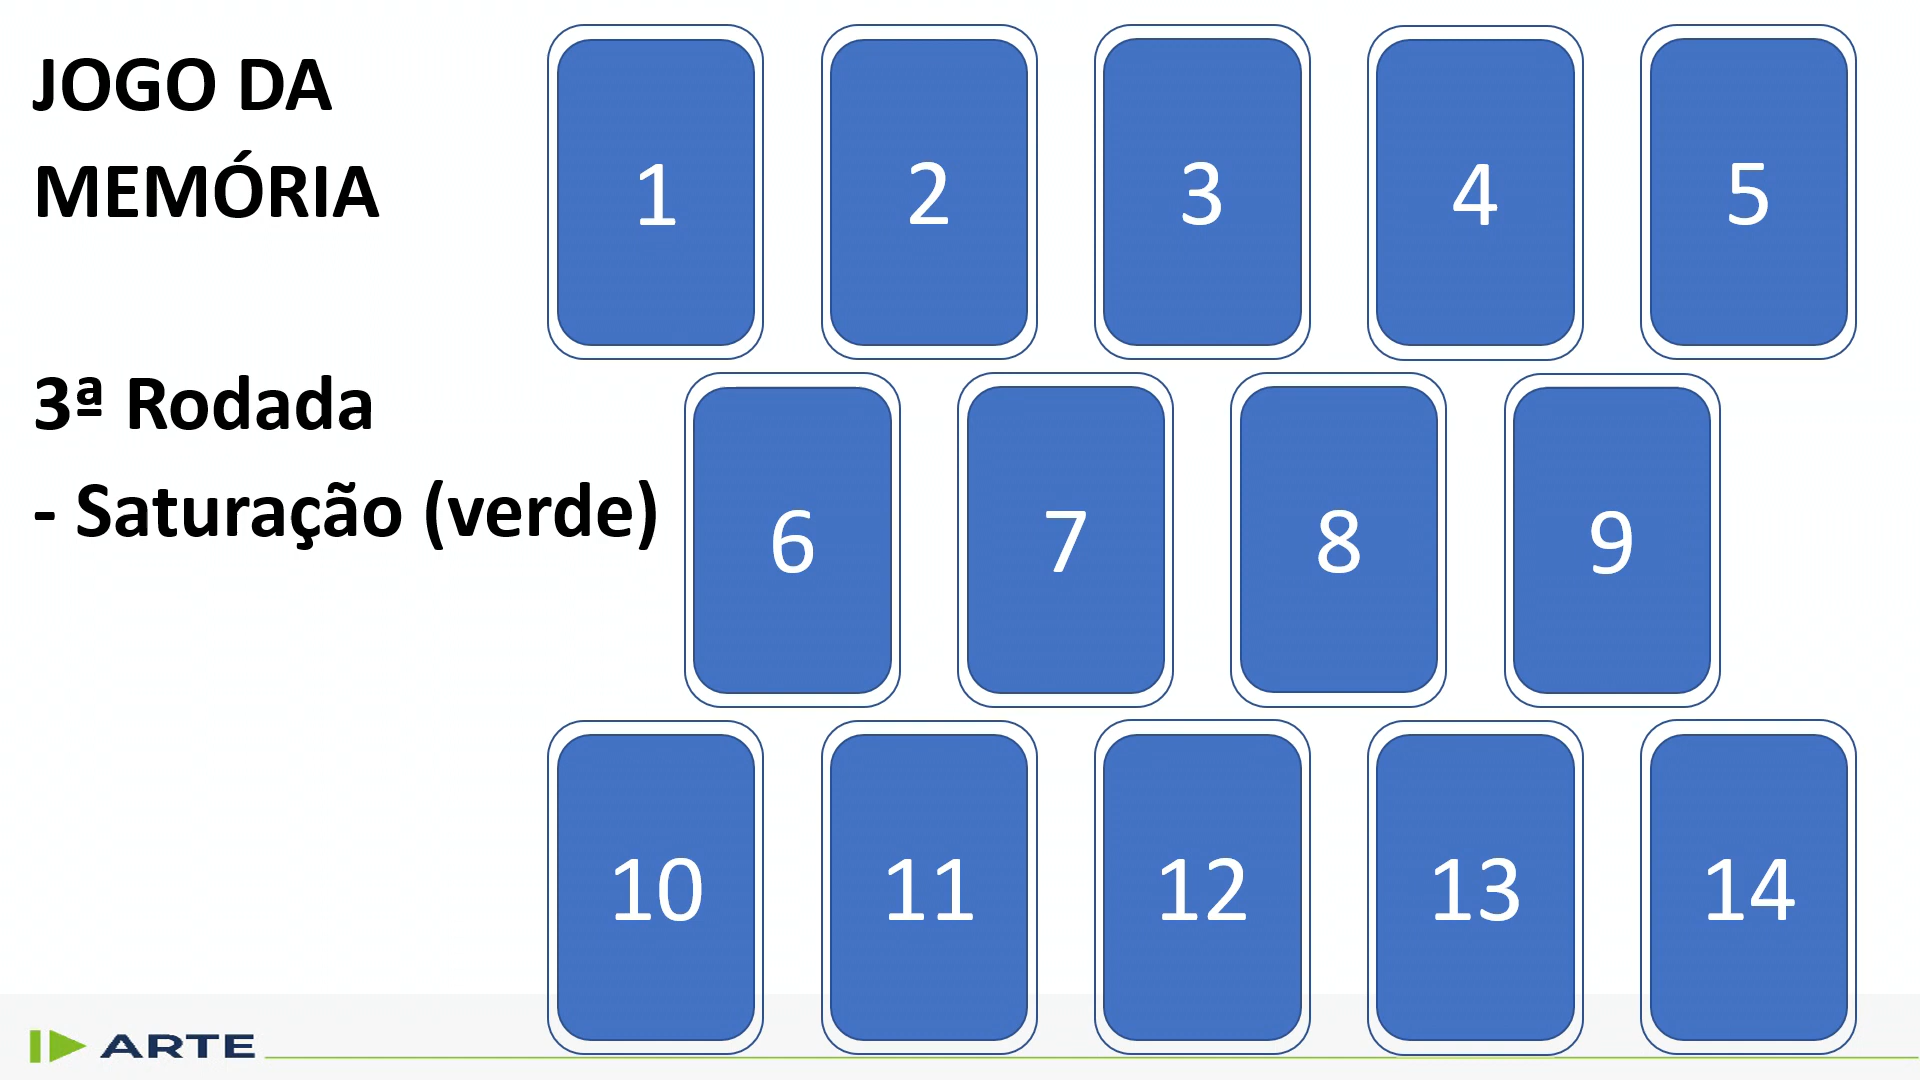 JOGO DA
MEMÓRIA
3ª Rodada
- Saturação (verde)
1 2 3 4 5
6 7 8 9
10 11 12 13 14
ARTE